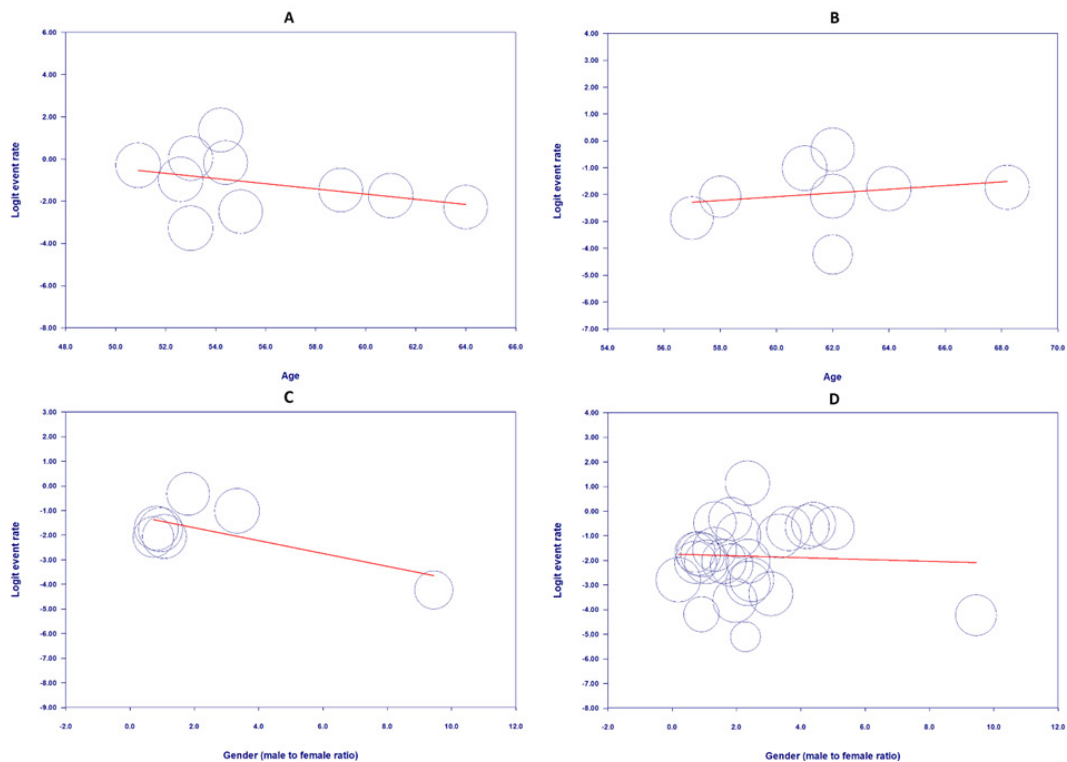 A
6.00
4.00
2.00
0.00
-2.00
-4.00
-6.00
-8.00
Logit event rate
48.0 50.0 52.0 54.0 56.0 58.0 60.0 62.0 64.0 66.0
Age
B
4.00
3.00
2.00
1.00
0.00
-1.00
-2.00
-3.00
-4.00
-5.00
-6.00
-7.00
Logit event rate
54.0 56.0 58.0 60.0 62.0 64.0 66.0 68.0 70.0
Age
C
3.00
2.00
1.00
0.00
-1.00
-2.00
-3.00
-4.00
-5.00
-6.00
-7.00
-8.00
-9.00
Logit event rate
-2.0 0.0 2.0 4.0 6.0 8.0 10.0 12.0
Gender (male to female ratio)
D
4.00
3.00
2.00
1.00
0.00
-1.00
-2.00
-3.00
-4.00
-5.00
-6.00
-7.00
-8.00
Logit event rate
-2.0 0.0 2.0 4.0 6.0 8.0 10.0 12.0
Gender (male to female ratio)